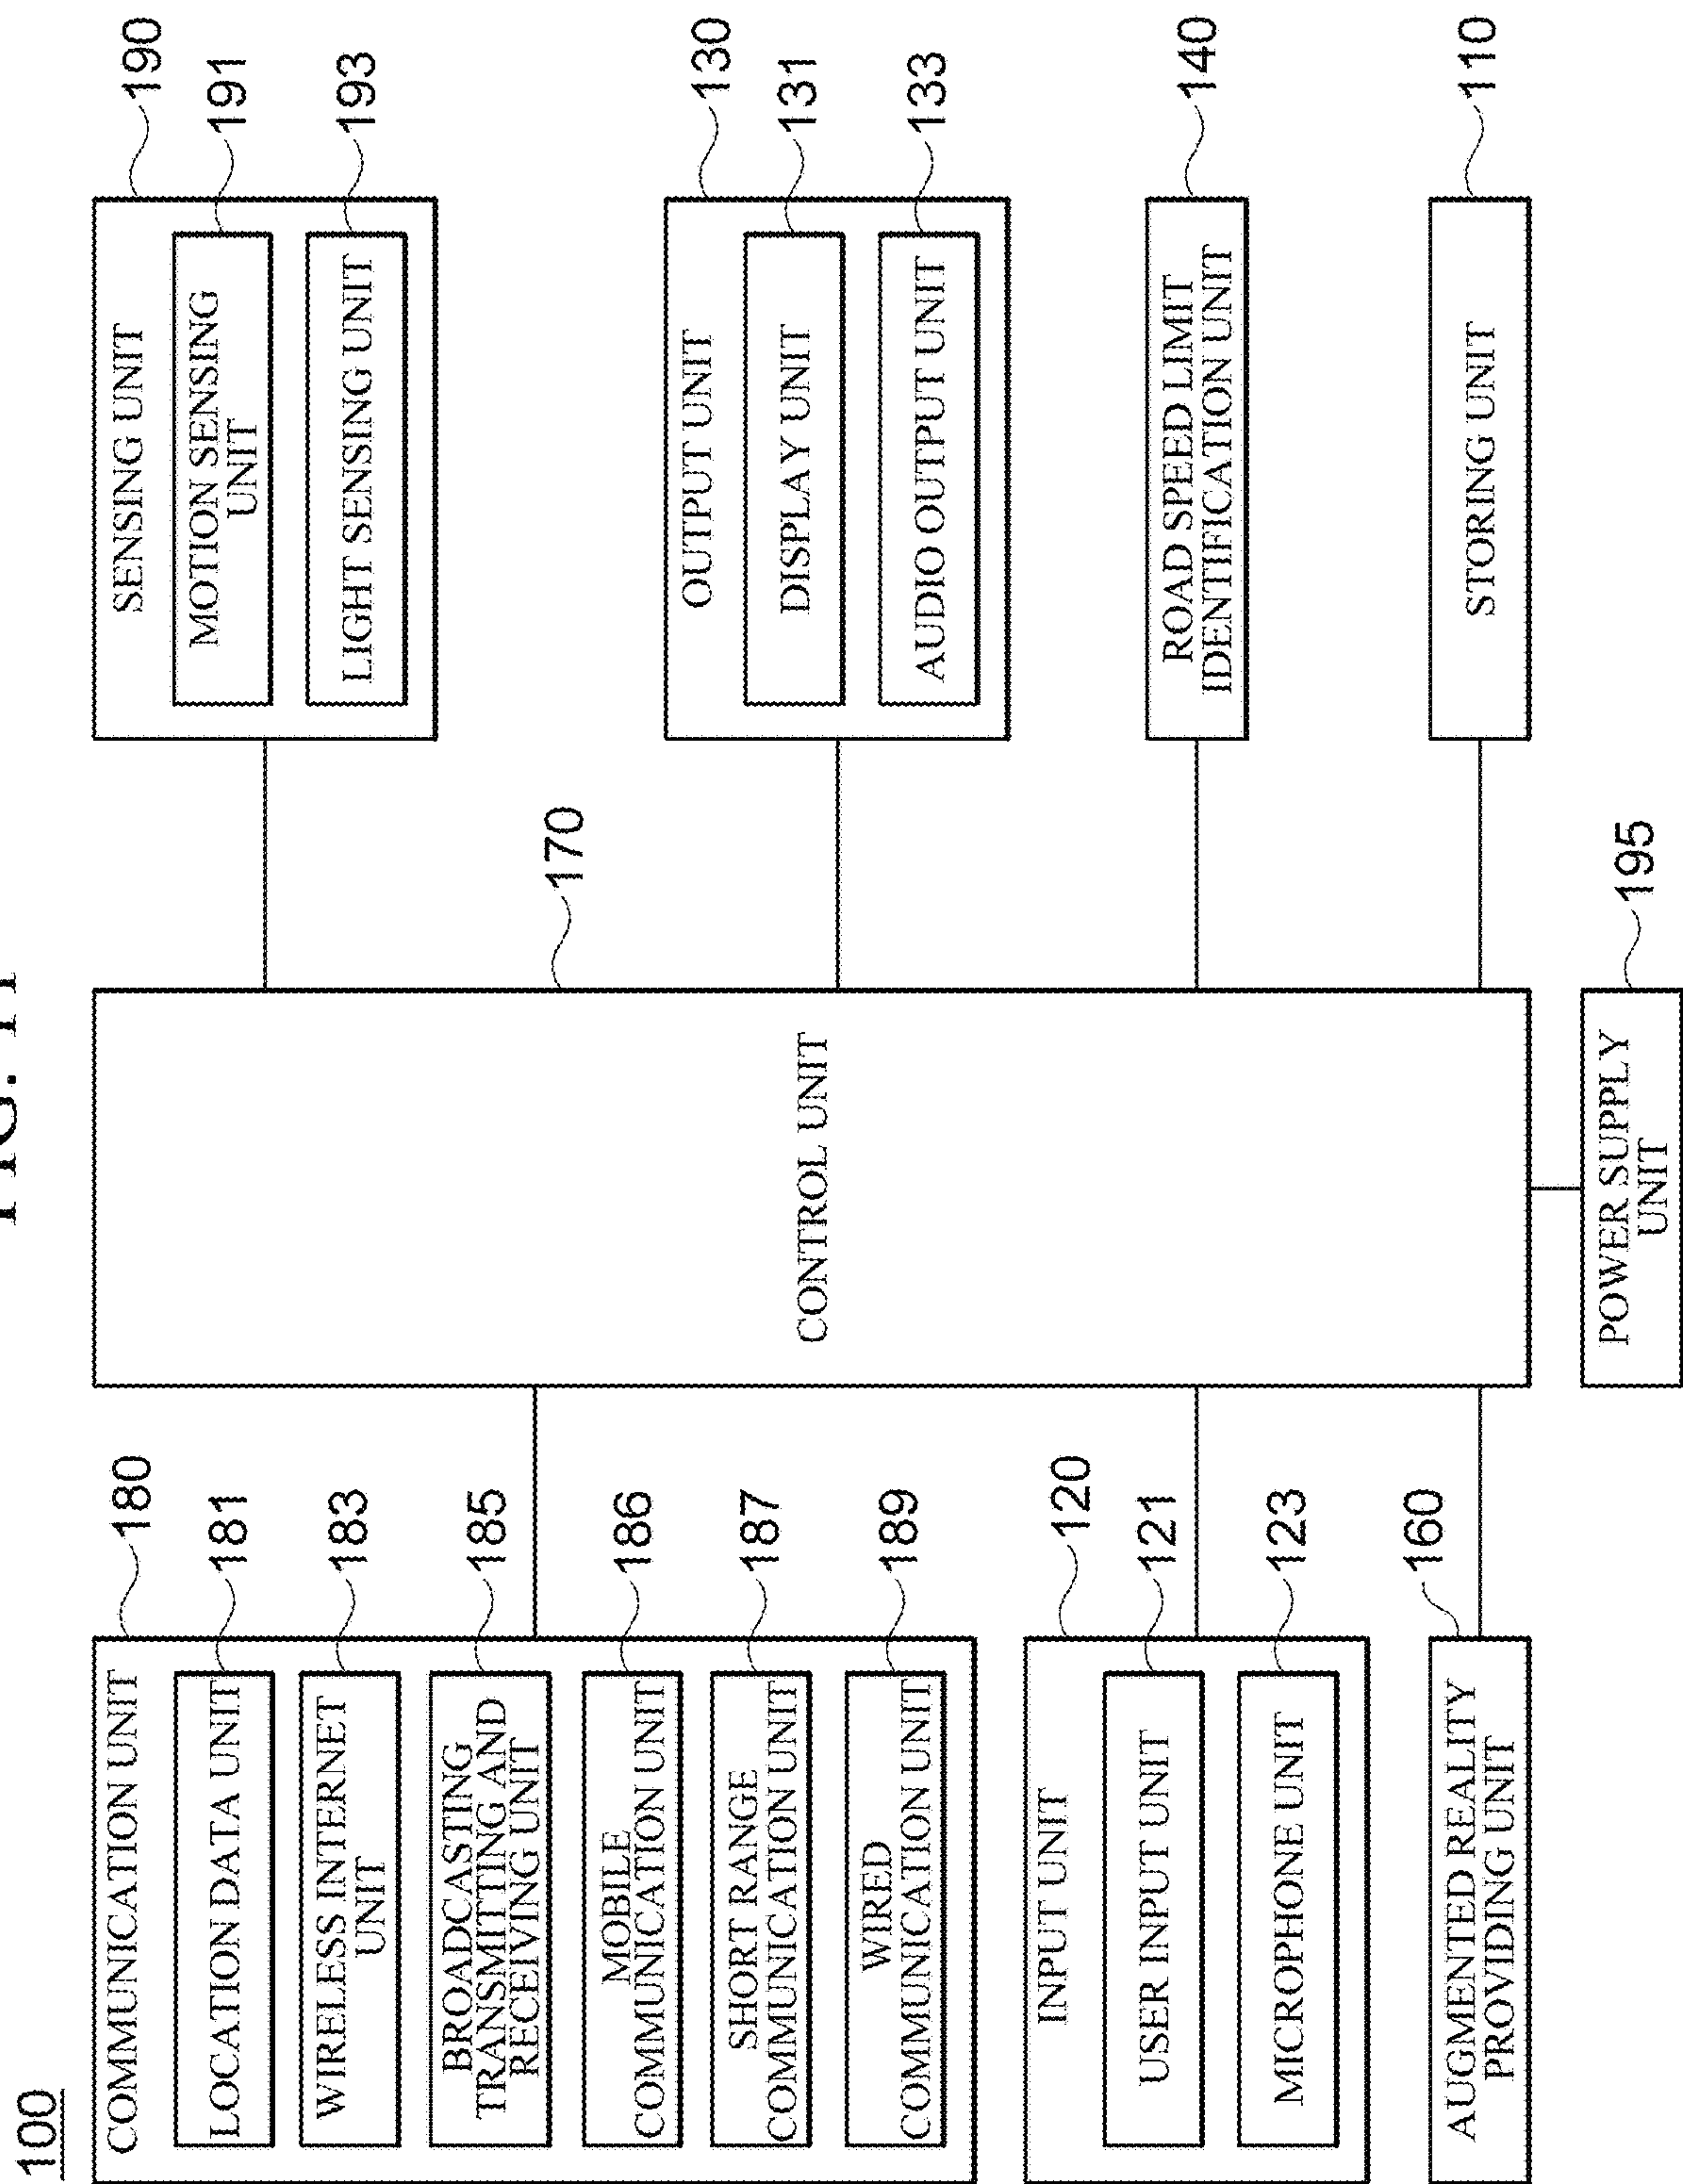 FIG. 11
100
COMMUNICATION UNIT
180
LOCATION DATA UNIT
181
WIRELESS INTERNET
UNIT
183
BROADCASTING
TRANSMITTING AND
RECEIVING UNIT
185
MOBILE
COMMUNICATION UNIT
186
SHORT RANGE
COMMUNICATION UNIT
187
WIRED
COMMUNICATION UNIT
189
INPUT UNIT
120
USER INPUT UNIT
121
MICROPHONE UNIT
123
AUGMENTED REALITY
PROVIDING UNIT
160
CONTROL UNIT
170
POWER SUPPLY
UNIT
195
SENSING UNIT
190
MOTION SENSING
UNIT
191
LIGHT SENSING UNIT
193
OUTPUT UNIT
130
DISPLAY UNIT
131
AUDIO OUTPUT UNIT
133
ROAD SPEED LIMIT
IDENTIFICATION UNIT
140
STORING UNIT
110